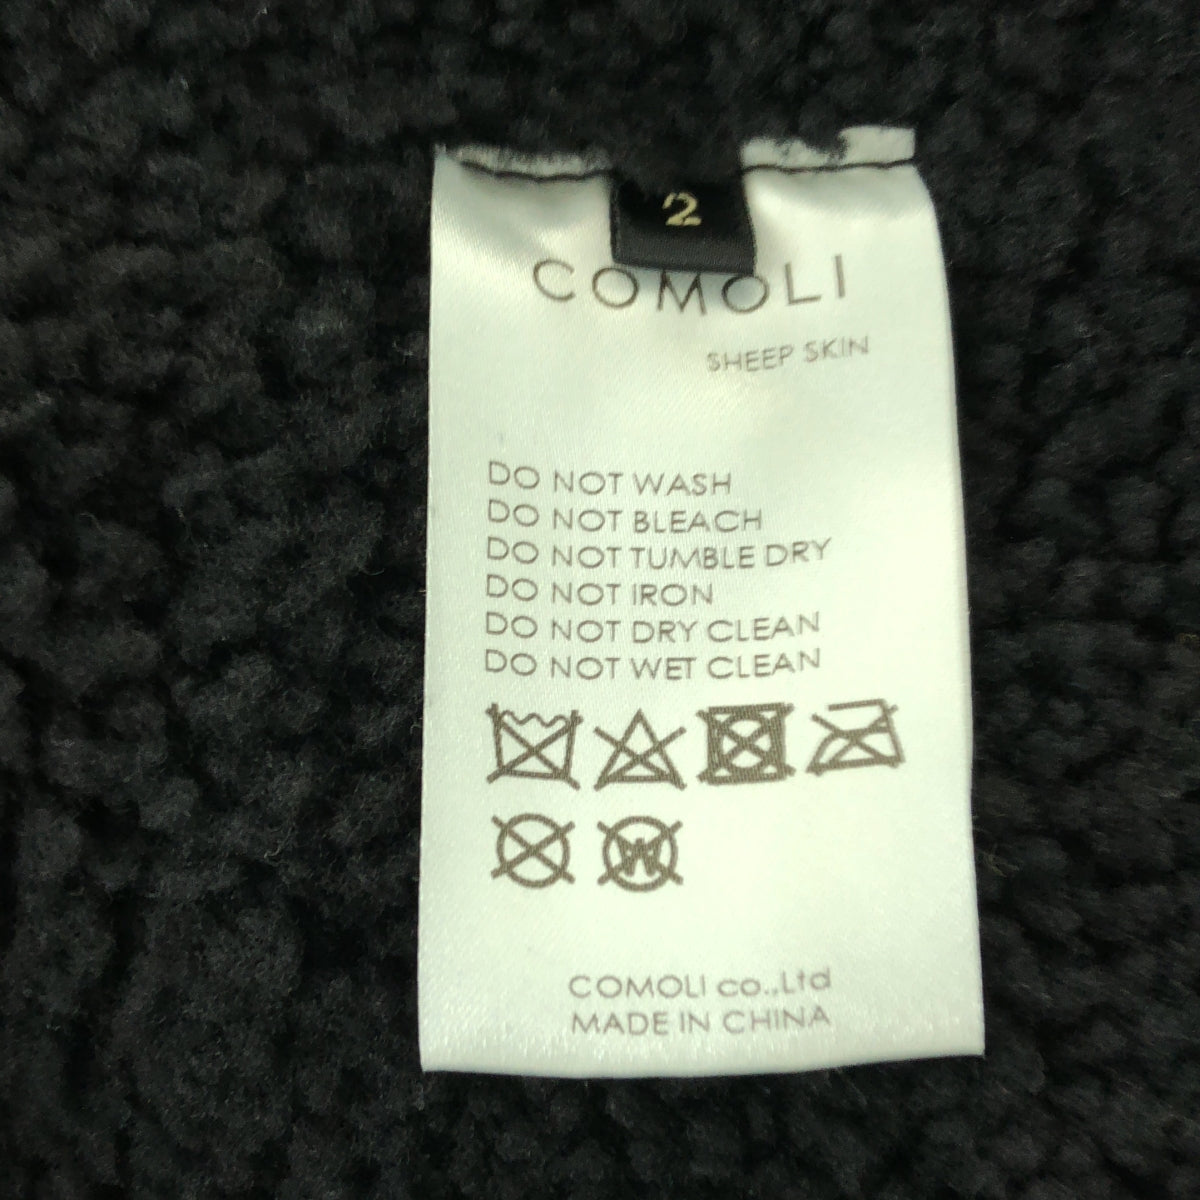 2
COMOLI
SHEEP SKIN
DO NOT WASH
DO NOT BLEACH
DO NOT TUMBLE DRY
DO NOT IRON
DO NOT DRY CLEAN
DO NOT WET CLEAN
W
COMOLI co.,Ltd
MADE IN CHINA